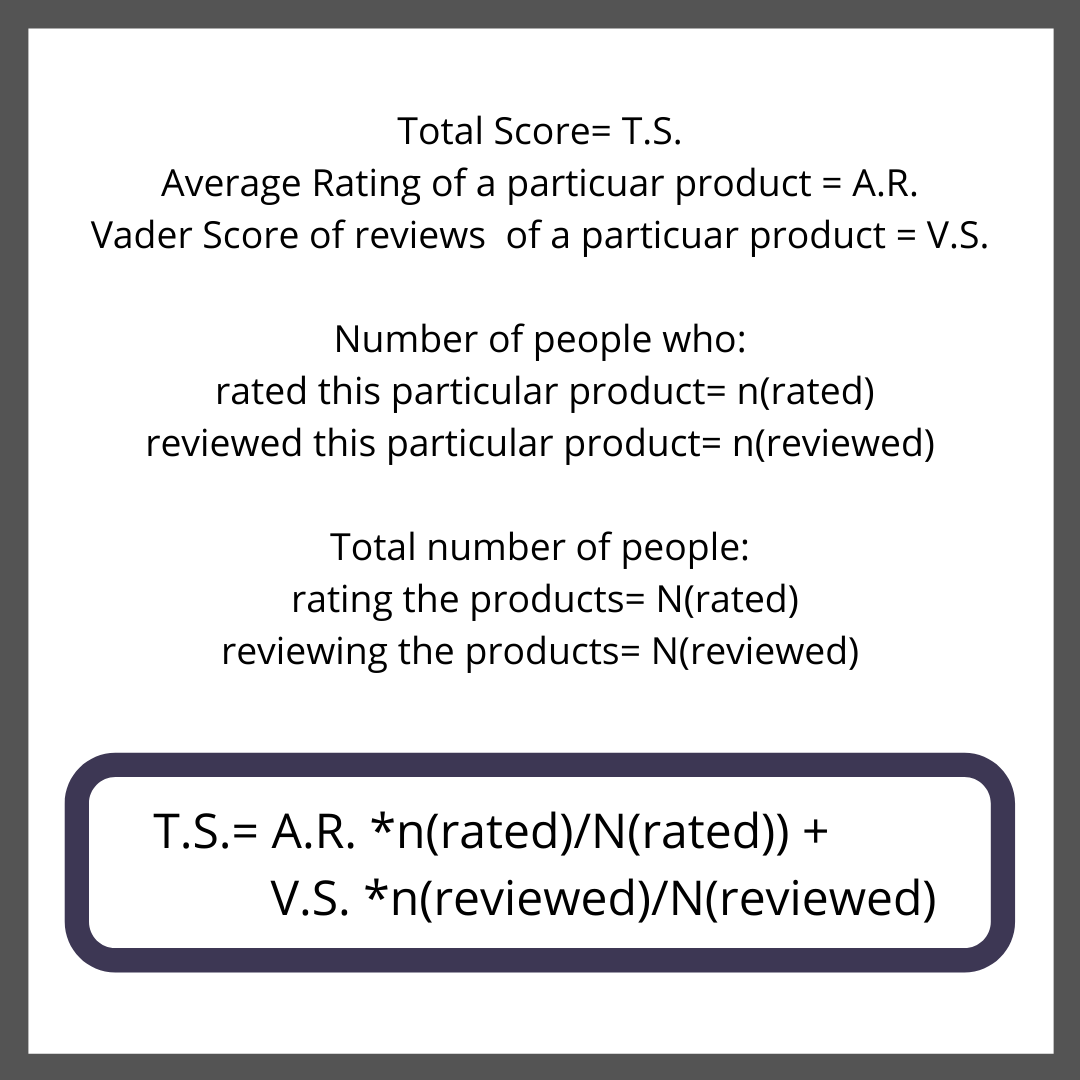 Total Score= T.S.
Average Rating of a particuar product = A.R.
Vader Score of reviews  of a particuar product = V.S.
Number of people who:
rated this particular product= n(rated)
reviewed this particular product= n(reviewed)
Total number of people:
rating the products= N(rated)
reviewing the products= N(reviewed)
T.S.= A.R. *n(rated)/N(rated)) +
V.S. *n(reviewed)/N(reviewed)